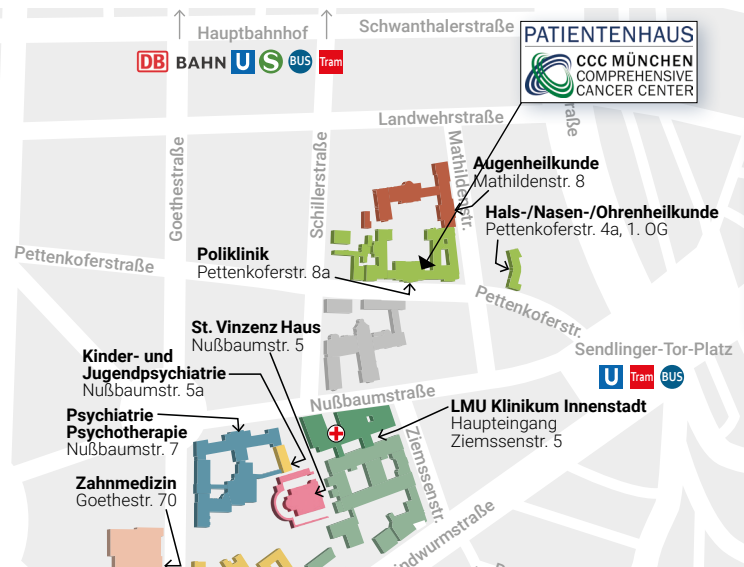 Hauptbahnhof
DB BAHN U S BUS Tram
Schwanthalerstraße
PATIENTENHAUS
CCC MÜNCHEN
COMPREHENSIVE
CANCER CENTER
raße
Landwehrstraße
Goethestraße
Schillerstraße
Mathildenstr.
Augenheilkunde
Mathildenstr. 8
Hals-/Nasen-/Ohrenheilkunde
Pettenkoferstr. 4a, 1. OG
Pettenkoferstraße
Poliklinik
Pettenkoferstr. 8a
Pettenkoferstr.
St. Vinzenz Haus
Nußbaumstr. 5
Sendlinger-Tor-Platz
U Tram BUS
Kinder- und
Jugendpsychiatrie
Nußbaumstr. 5a
Nußbaumstraße
Psychiatrie
Psychotherapie
Nußbaumstr. 7
LMU Klinikum Innenstadt
Haupteingang
Ziemssenstr. 5
Ziemssenstr.
Zahnmedizin
Goethestr. 70
indwurmstraße